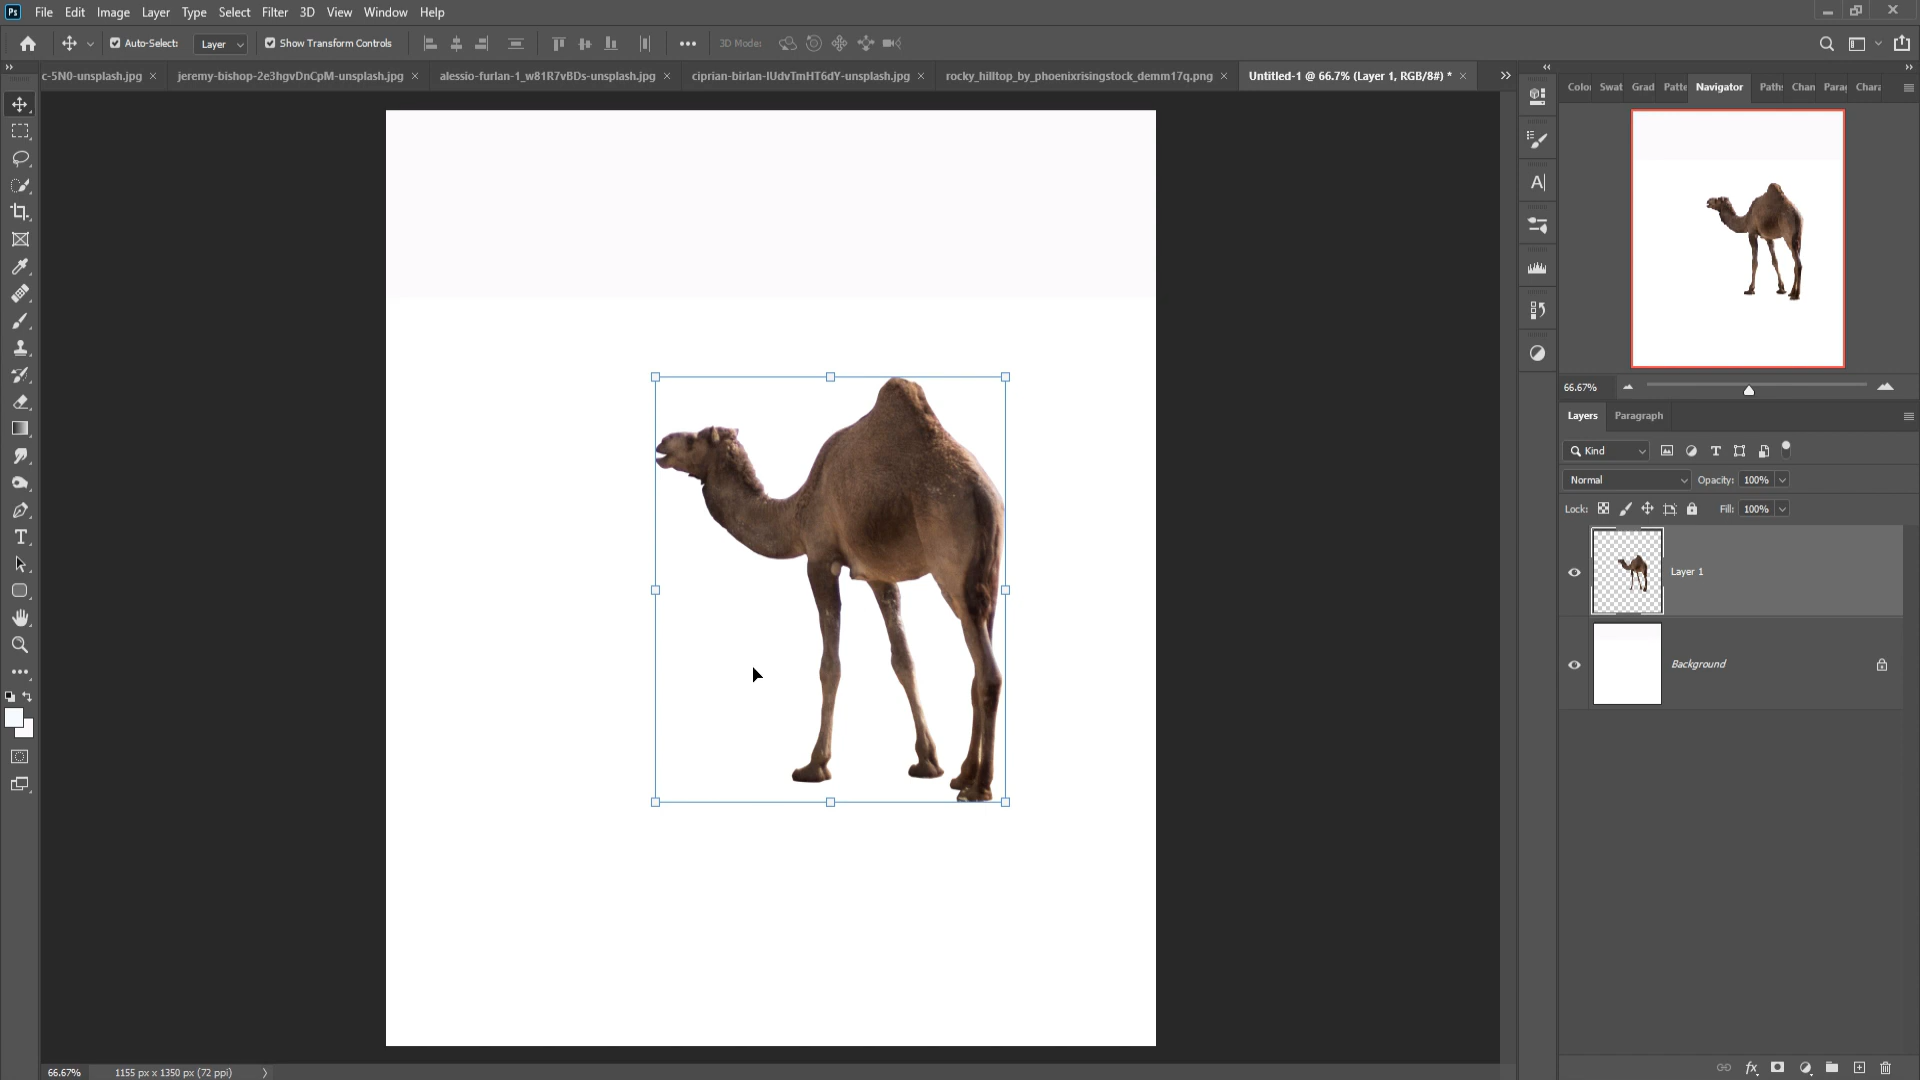 Ps File Edit Image Layer Type Select Filter 3D View Window Help
Auto-Select: Layer Show Transform Controls 3D Mode:
c-5N0-unsplash.jpg × jeremy-bishop-2e3hgvDnCpM-unsplash.jpg × alessio-furlan-1_w81R7vBDs-unsplash.jpg × ciprian-birlan-IUdvTmHT6dY-unsplash.jpg × rocky_hilltop_by_phoenixrisingstock_demm17q.png × Untitled-1 @ 66.7% (Layer 1, RGB/8#) * ×
Colo Swat Grad Patte Navigator Paths Chan Para Chara
66.67%
Layers Paragraph
Kind
Normal Opacity: 100%
Lock: Fill: 100%
Layer 1
Background
66.67% 1155 px x 1350 px (72 ppi)